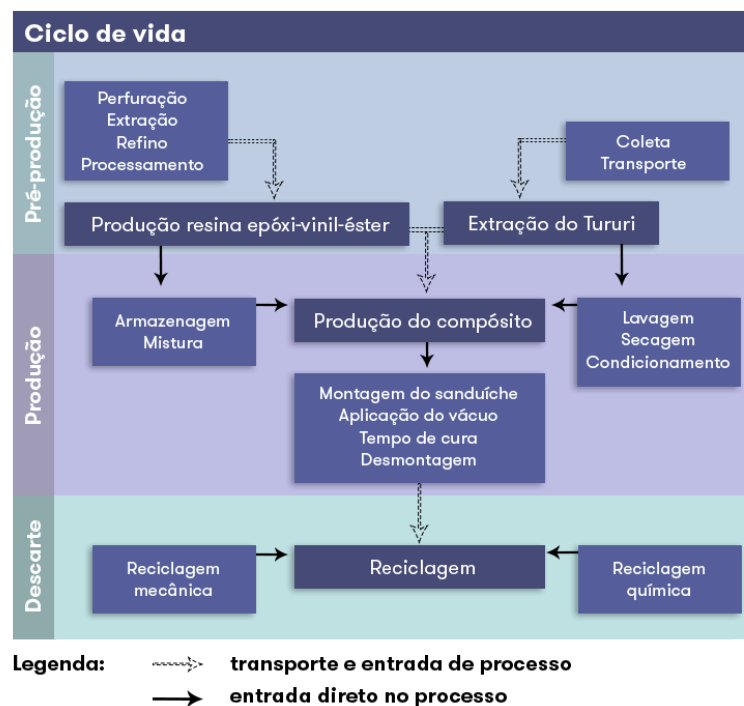 Ciclo de vida
Pré-produção
Perfuração
Extração
Refino
Processamento
Coleta
Transporte
Produção resina epóxi-vinil-éster
Extração do Tururi
Produção
Armazenagem
Mistura
Produção do compósito
Lavagem
Secagem
Condicionamento
Montagem do sanduíche
Aplicação do vácuo
Tempo de cura
Desmontagem
Descarte
Reciclagem
mecânica
Reciclagem
Reciclagem
química
Legenda:
transporte e entrada de processo
entrada direto no processo